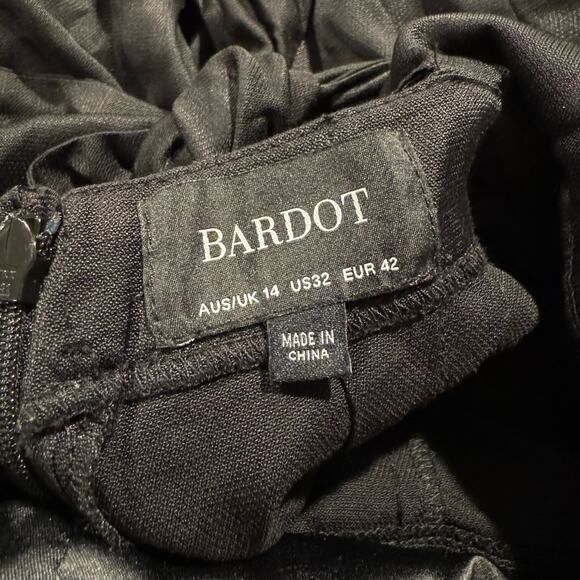 BARDOT
AUS/UK 14 US32 EUR 42
MADE IN
CHINA